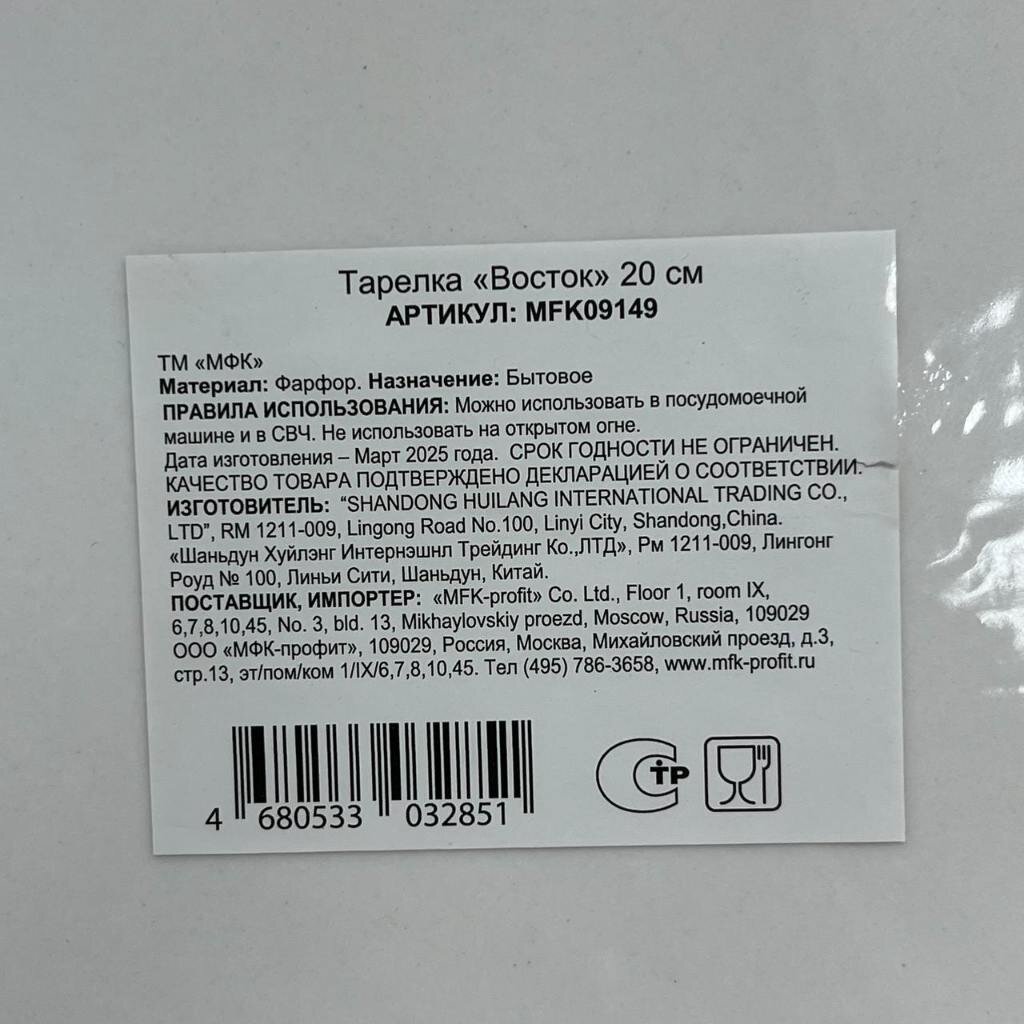 Тарелка «Восток» 20 см
АРТИКУЛ: MFK09149
ТМ «МФК»
Материал: Фарфор. Назначение: Бытовое
ПРАВИЛА ИСПОЛЬЗОВАНИЯ: Можно использовать в посудомоечной
машине и в СВЧ. Не использовать на открытом огне.
Дата изготовления – Март 2025 года. СРОК ГОДНОСТИ НЕ ОГРАНИЧЕН.
КАЧЕСТВО ТОВАРА ПОДТВЕРЖДЕНО ДЕКЛАРАЦИЕЙ О СООТВЕТСТВИИ.
ИЗГОТОВИТЕЛЬ: “SHANDONG HUILANG INTERNATIONAL TRADING CO.,
LTD”, RM 1211-009, Lingong Road No.100, Linyi City, Shandong,China.
«Шаньдун Хуйлэнг Интернэшнл Трейдинг Ко.,ЛТД», Рм 1211-009, Лингонг
Роуд № 100, Линьи Сити, Шаньдун, Китай.
ПОСТАВЩИК, ИМПОРТЕР: «MFK-profit» Co. Ltd., Floor 1, room IX,
6,7,8,10,45, No. 3, bld. 13, Mikhaylovskiy proezd, Moscow, Russia, 109029
ООО «МФК-профит», 109029, Россия, Москва, Михайловский проезд, д.3,
стр.13, эт/пом/ком 1/IX/6,7,8,10,45. Тел (495) 786-3658, www.mfk-profit.ru
4 680533 032851
СТР